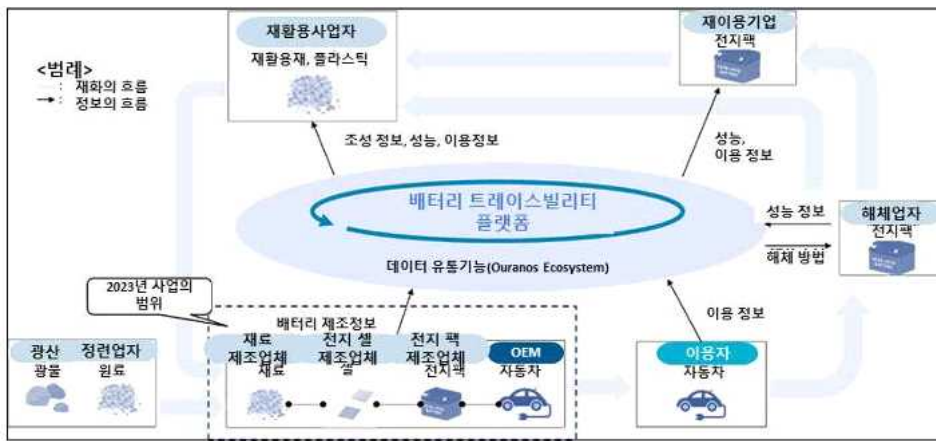 재활용사업자
재활용재, 플라스틱
재이용기업
전지팩
<범례>
: 재화의 흐름
: 정보의 흐름
조성 정보, 성능, 이용정보
성능,
이용 정보
배터리 트레이스빌리티
플랫폼
데이터 유통기능(Ouranos Ecosystem)
성능 정보
해체 방법
해체업자
전지팩
2023년 사업의
범위
배터리 제조정보
이용 정보
광산
광물
정련업자
원료
재료
제조업체
재료
전지 셀
제조업체
셀
전지 팩
제조업체
전지팩
OEM
자동차
이용자
자동차